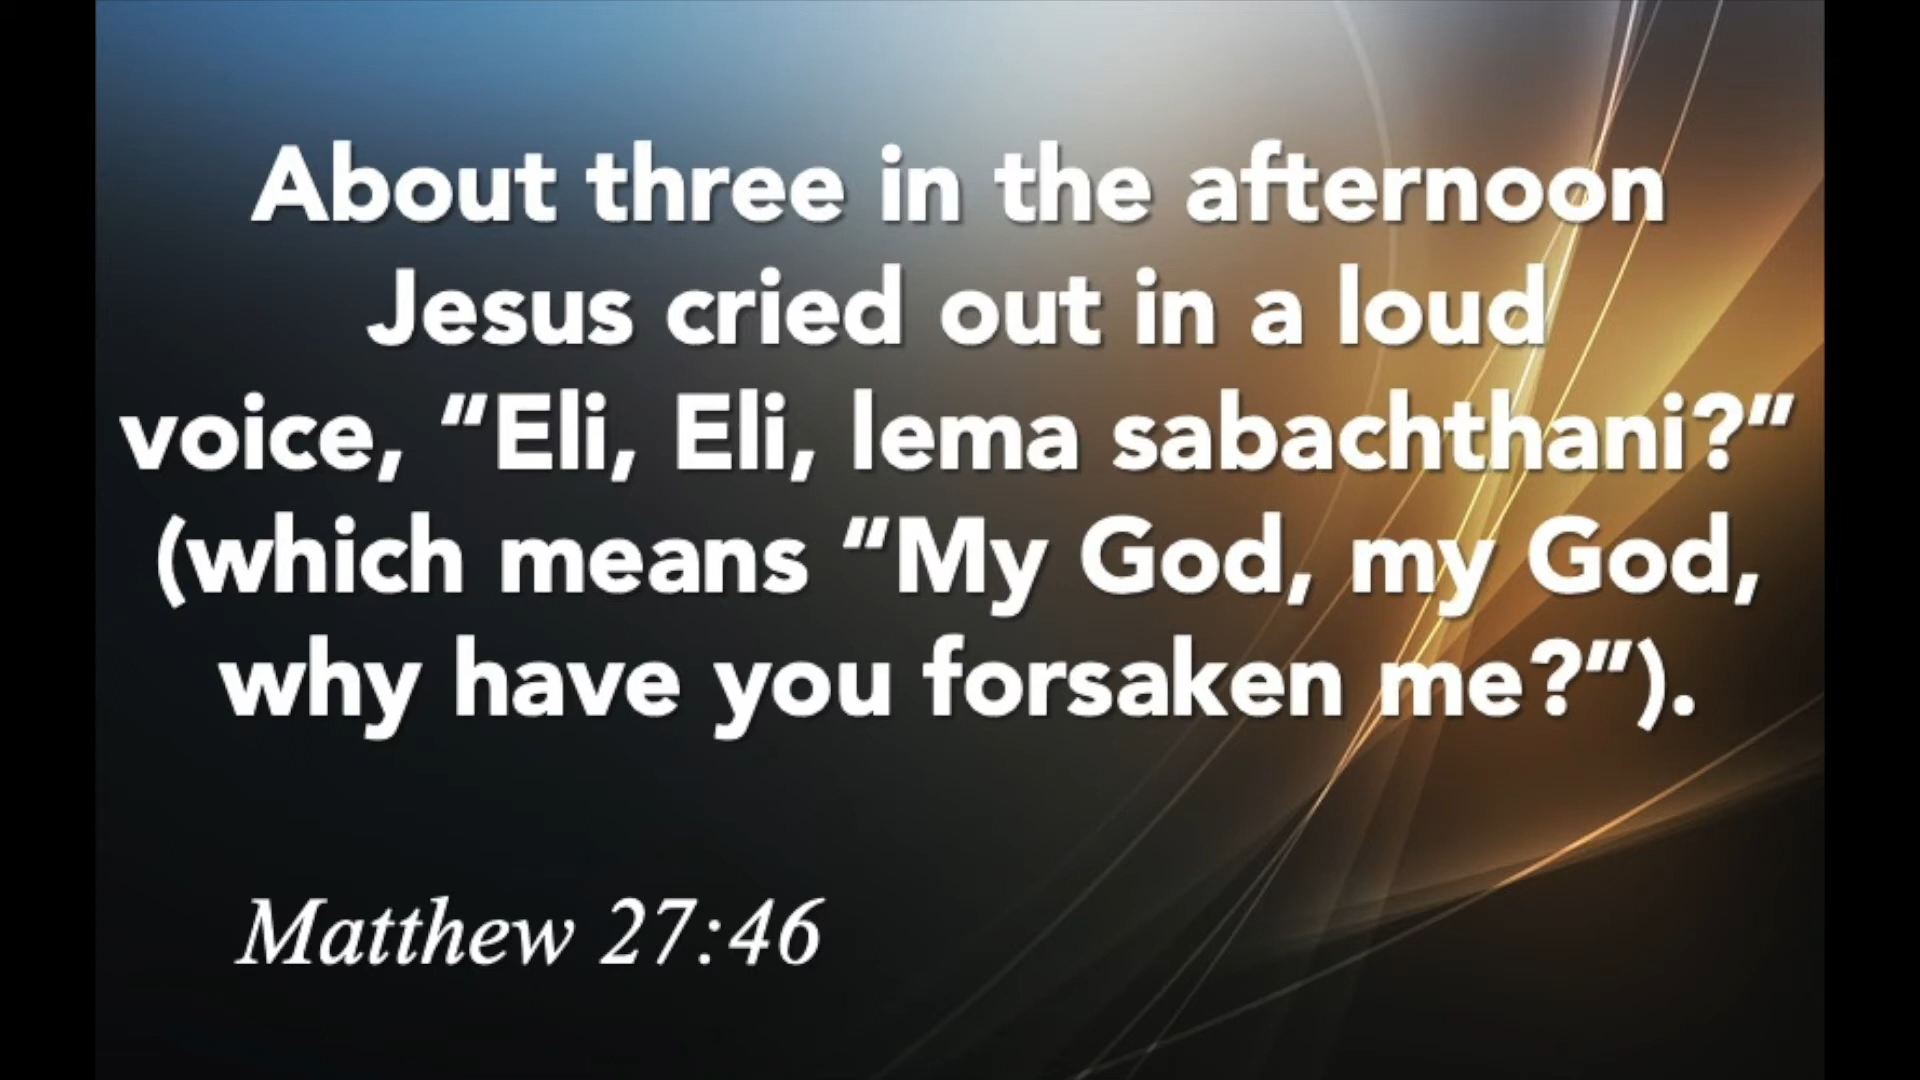 About three in the afternoon
Jesus cried out in a loud
voice, “Eli, Eli, lema sabachthani?”
(which means “My God, my God,
why have you forsaken me?”).
Matthew 27:46